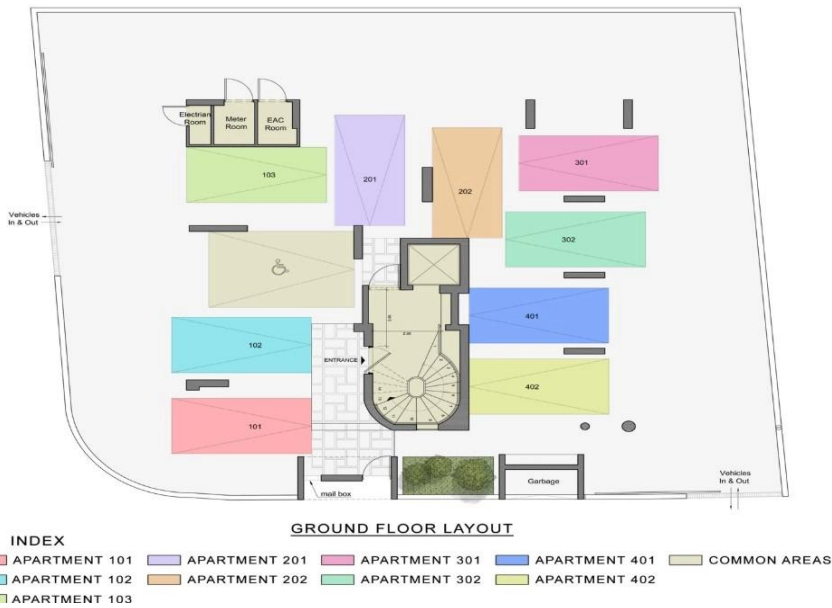 Electrian
Room
Meter
Room
EAC
Room
103
201
202
301
302
Vehicles
In & Out
102
401
ENTRANCE
402
101
mail box
Garbage
Vehicles
In & Out
GROUND FLOOR LAYOUT
INDEX
APARTMENT 101
APARTMENT 201
APARTMENT 301
APARTMENT 401
COMMON AREAS
APARTMENT 102
APARTMENT 202
APARTMENT 302
APARTMENT 402
APARTMENT 103